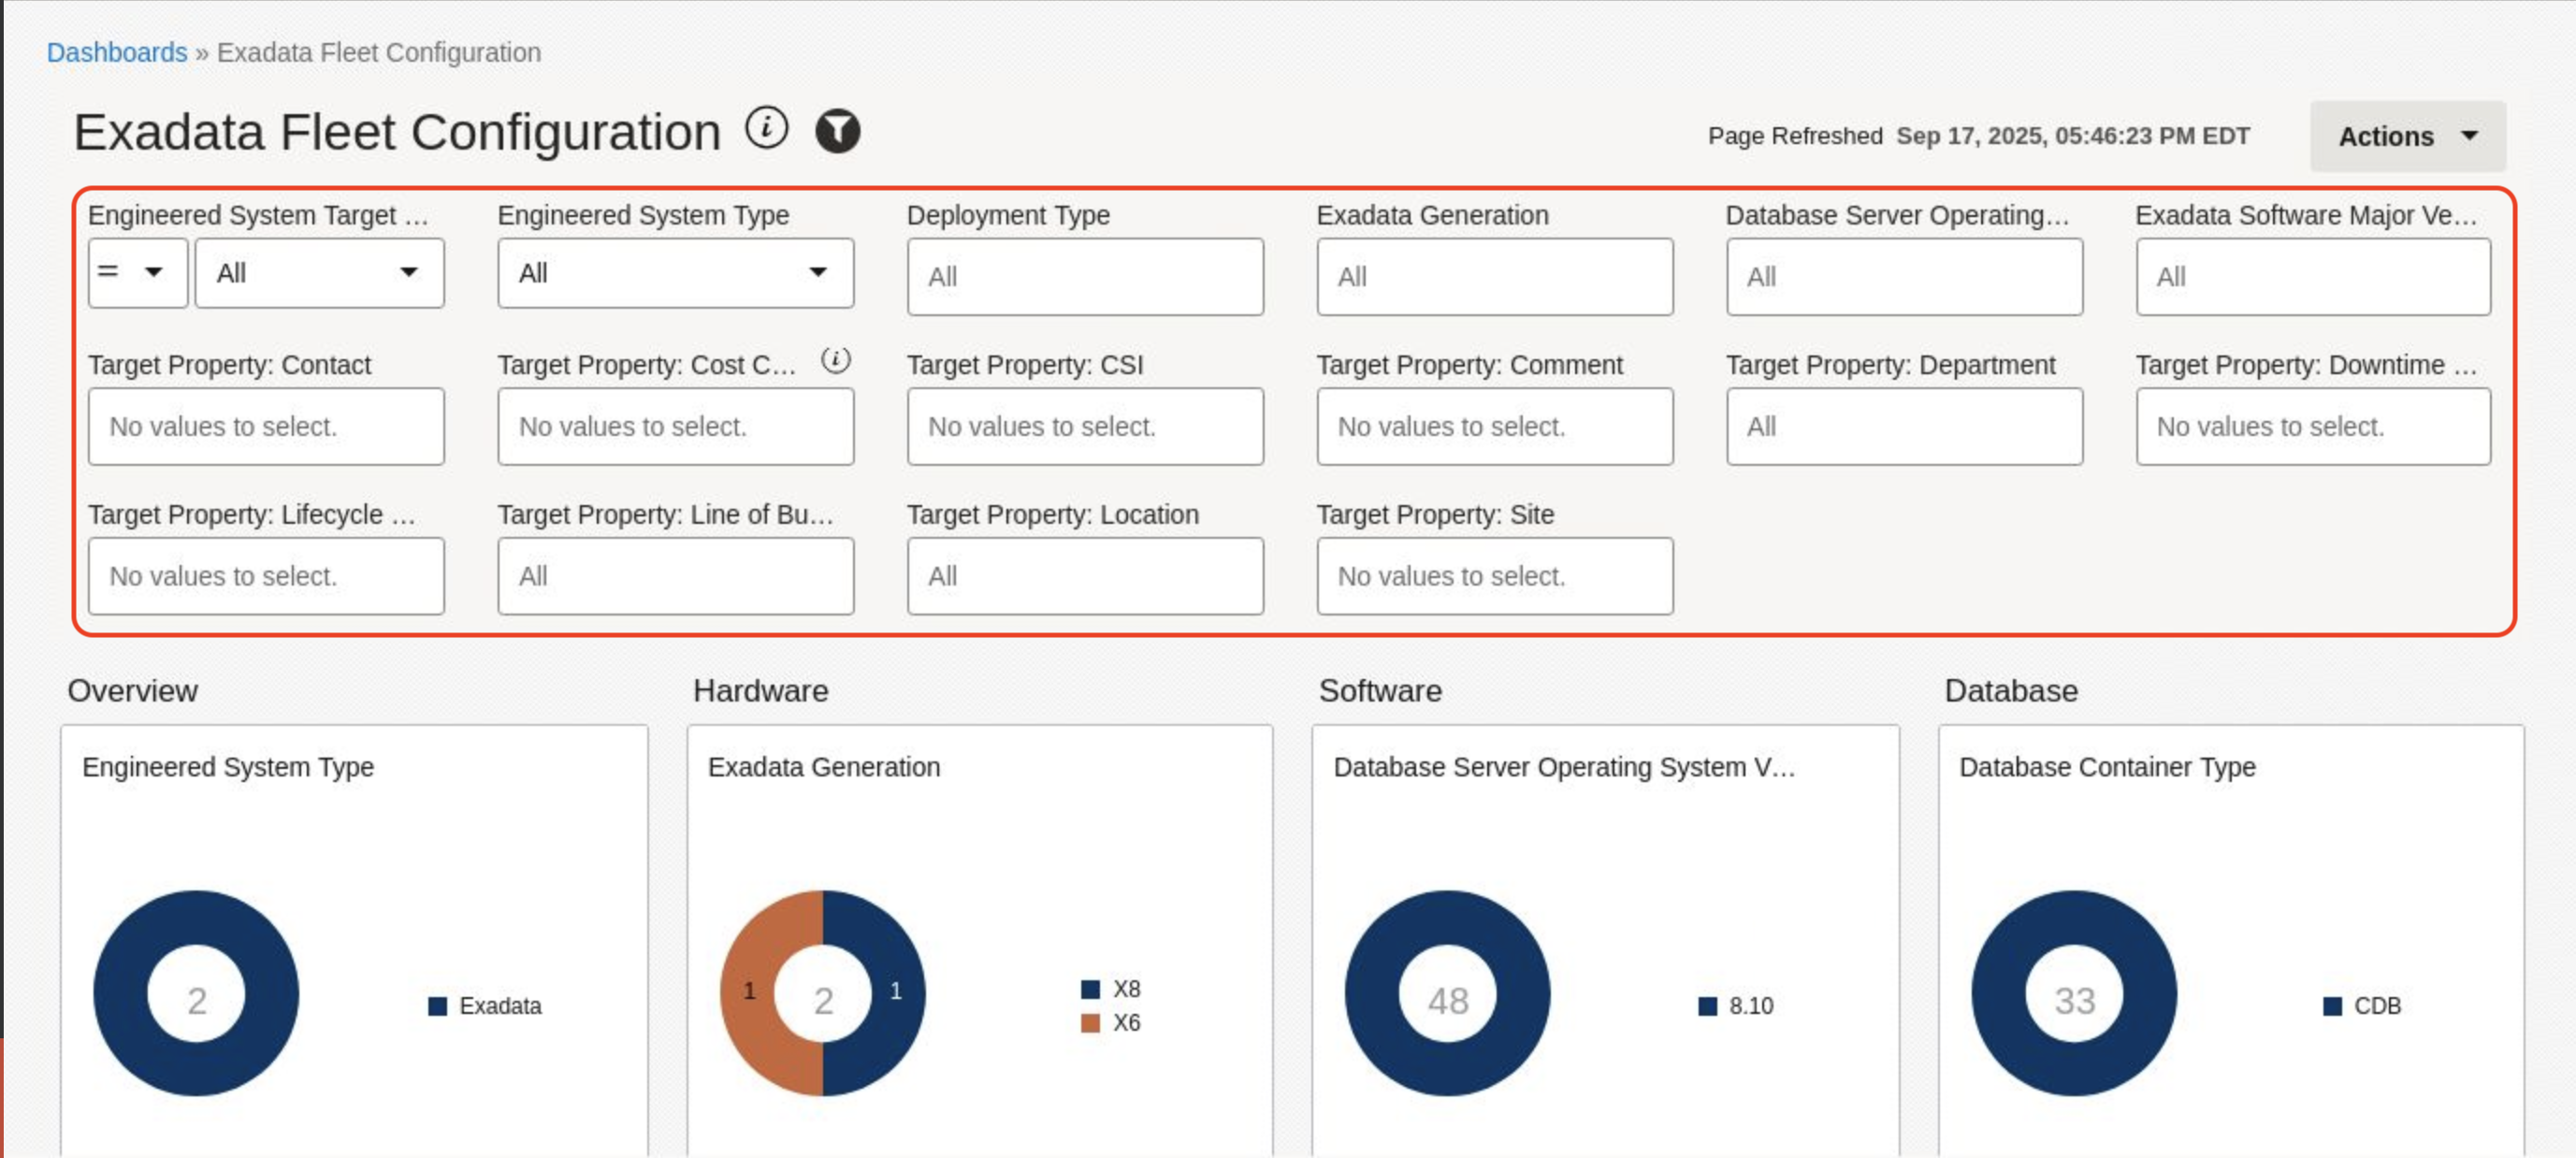 Dashboards » Exadata Fleet Configuration
Exadata Fleet Configuration
Page Refreshed Sep 17, 2025, 05:46:23 PM EDT
Actions
Engineered System Target ... Engineered System Type Deployment Type Exadata Generation Database Server Operating... Exadata Software Major Ve...
= All All All All All All
Target Property: Contact Target Property: Cost C... Target Property: CSI Target Property: Comment Target Property: Department Target Property: Downtime ...
No values to select. No values to select. No values to select. No values to select. All No values to select.
Target Property: Lifecycle ... Target Property: Line of Bu... Target Property: Location Target Property: Site
No values to select. All All No values to select.
Overview Hardware Software Database
Engineered System Type
2
Exadata
Exadata Generation
1 2 1
X8
X6
Database Server Operating System V...
48
8.10
Database Container Type
33
CDB